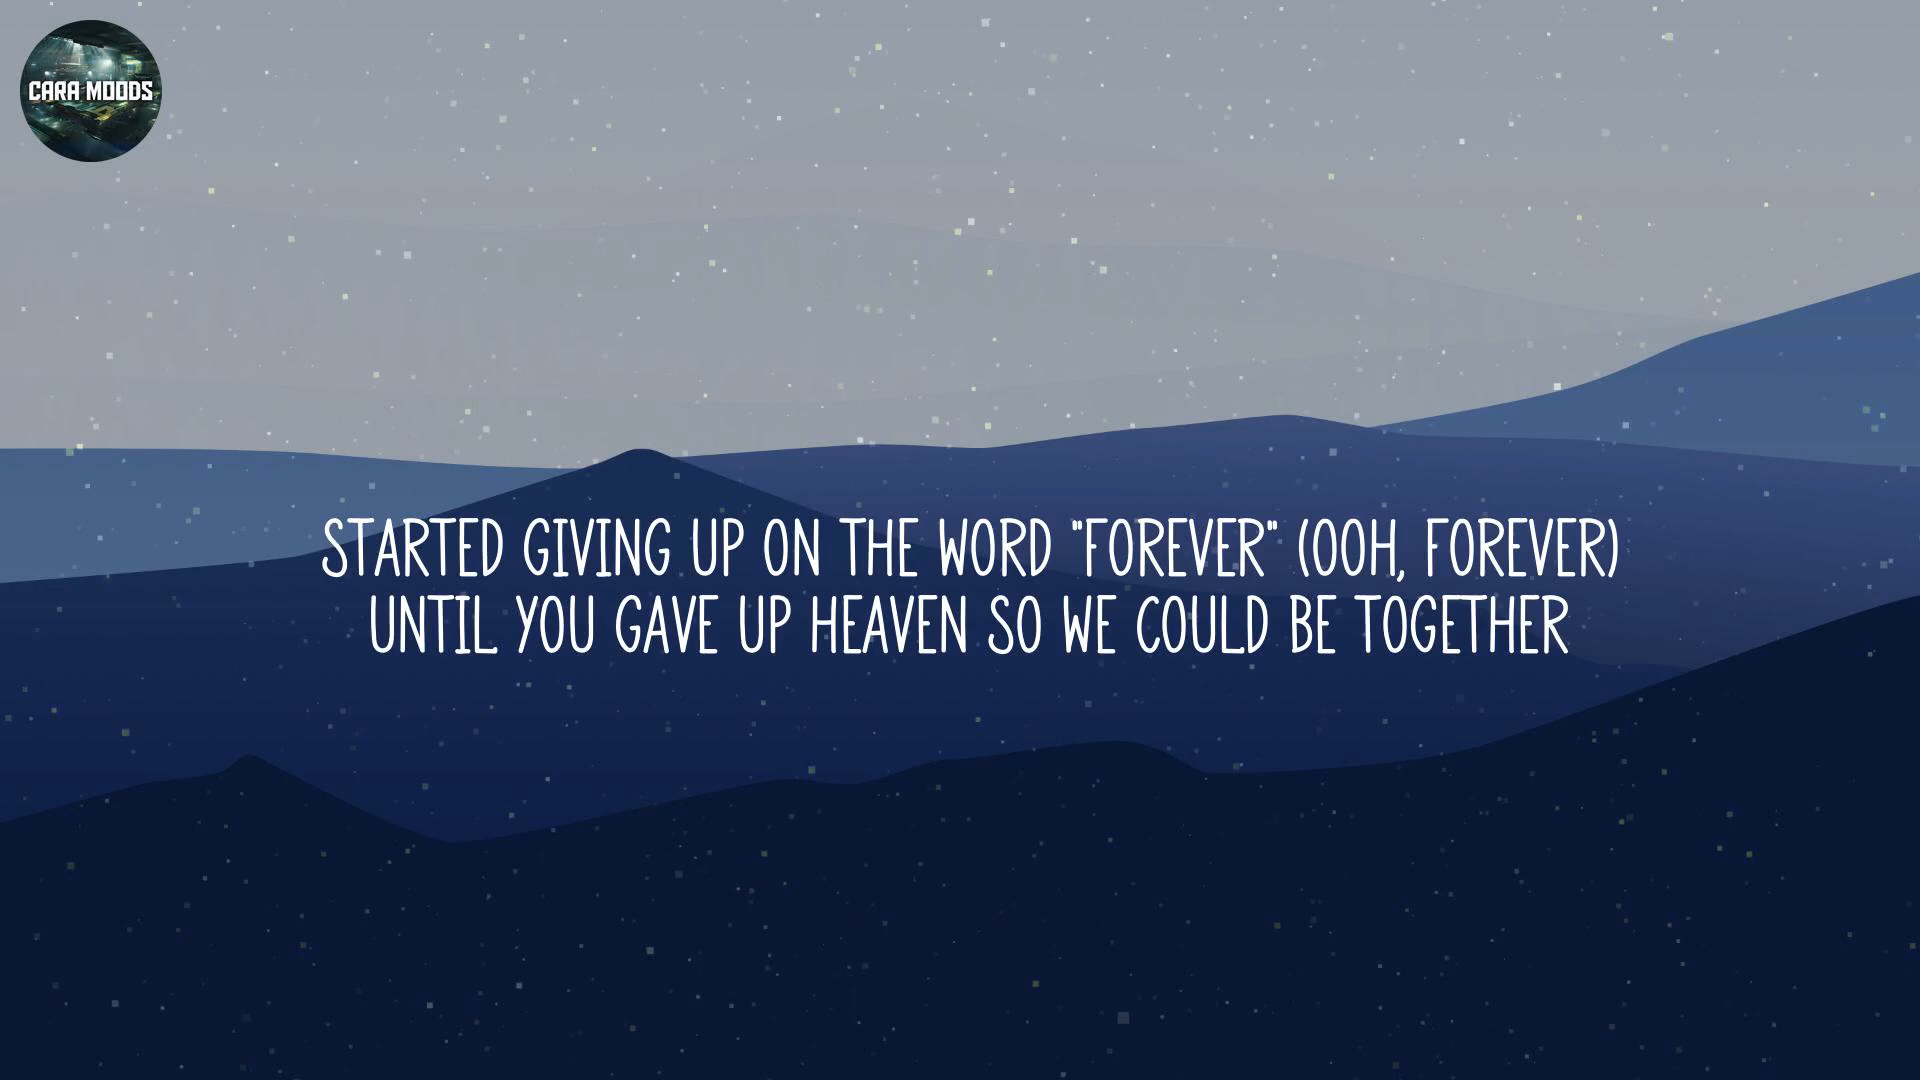 CARA MOODS
STARTED GIVING UP ON THE WORD "FOREVER" (OOH, FOREVER)
UNTIL YOU GAVE UP HEAVEN SO WE COULD BE TOGETHER